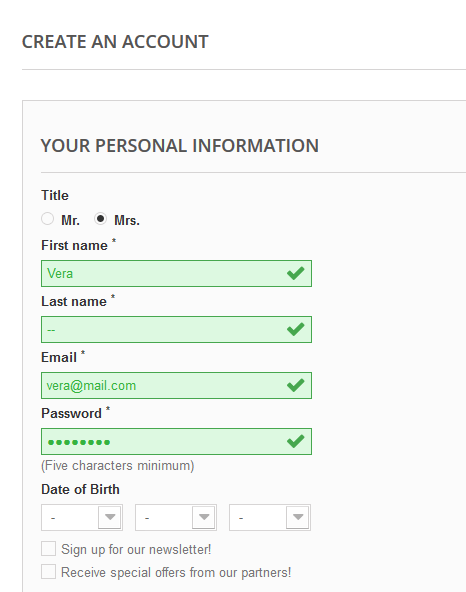 CREATE AN ACCOUNT
YOUR PERSONAL INFORMATION
Title
Mr. Mrs.
First name *
Vera
Last name *
--
Email *
vera@mail.com
Password *
●●●●●●●●
(Five characters minimum)
Date of Birth
- - -
Sign up for our newsletter!
Receive special offers from our partners!